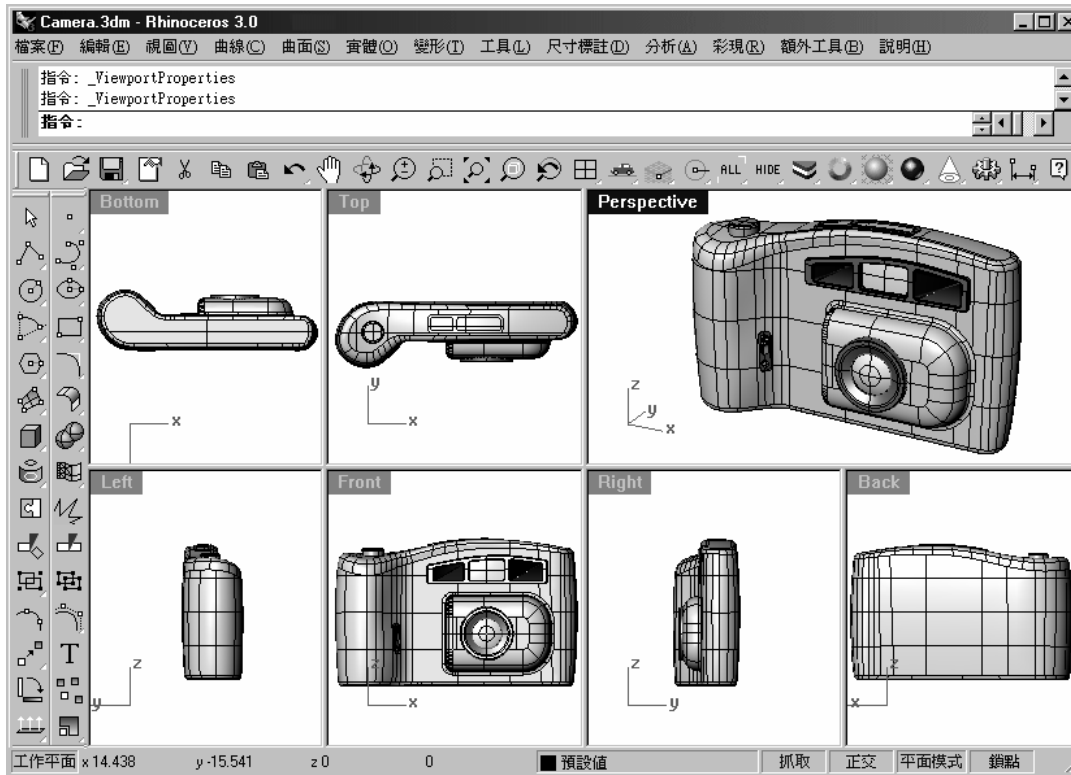 Camera.3dm - Rhinoceros 3.0
檔案(F) 編輯(E) 視圖(V) 曲線(C) 曲面(S) 實體(O) 變形(T) 工具(L) 尺寸標註(D) 分析(A) 彩現(R) 額外工具(B) 說明(H)
指令: _ViewportProperties
指令: _ViewportProperties
指令:
ALL HIDE
Bottom
Top
Perspective
x
y
x
z
y
x
Left
Front
Right
Back
T
z
y
z
x
z
y
z
x
工作平面 x 14.438 y -15.541 z 0 0 預設值 抓取 正交 平面模式 鎖點